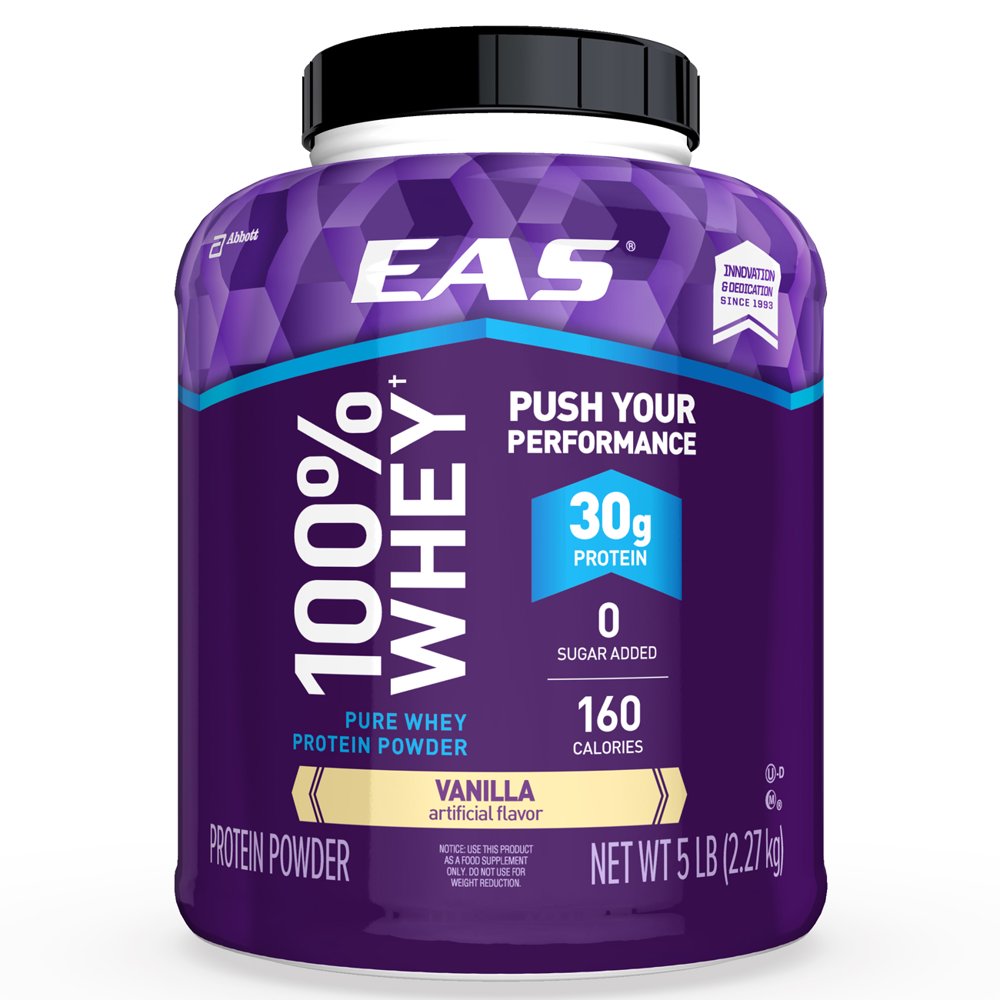 Abbott
EAS®
INNOVATION
& DEDICATION
SINCE 1993
100%
WHEY†
PURE WHEY
PROTEIN POWDER
PUSH YOUR
PERFORMANCE
30g
PROTEIN
0
SUGAR ADDED
160
CALORIES
VANILLA
artificial flavor
U-D
M®
PROTEIN POWDER
NOTICE: USE THIS PRODUCT
AS A FOOD SUPPLEMENT
ONLY. DO NOT USE FOR
WEIGHT REDUCTION.
NET WT 5 LB (2.27 kg)